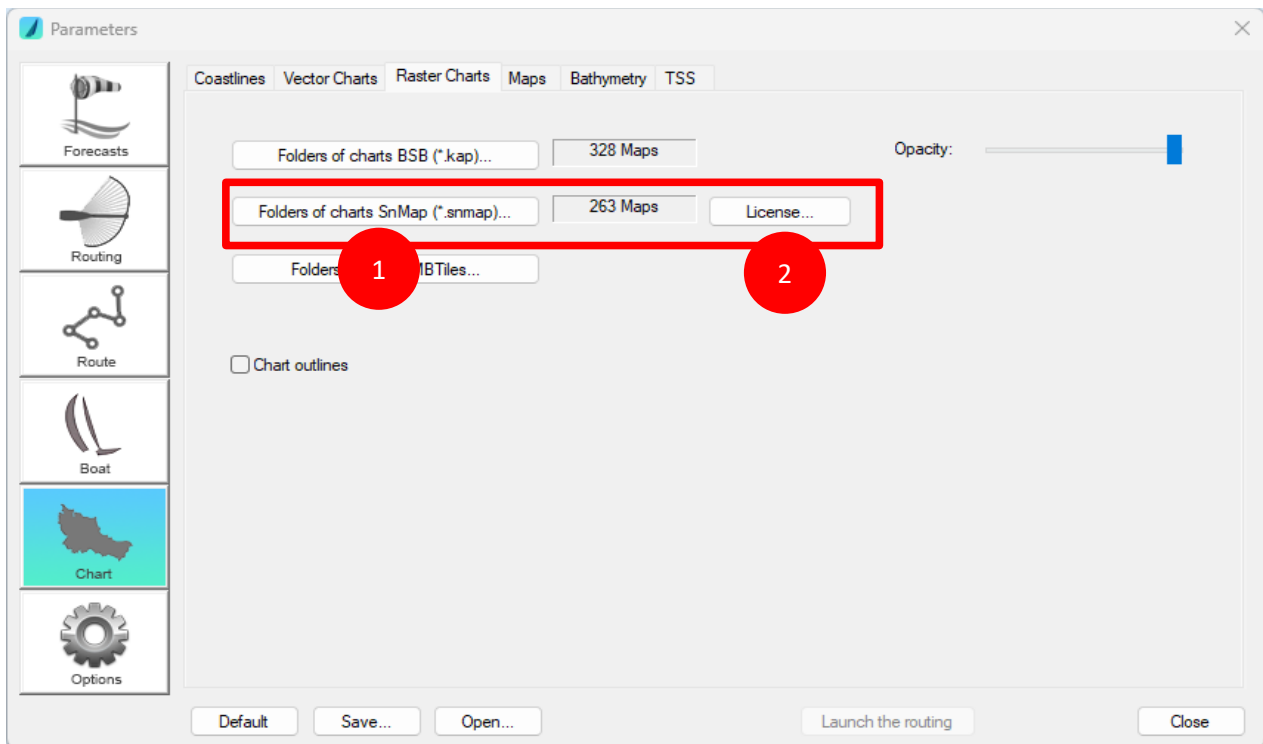 Parameters
Coastlines Vector Charts Raster Charts Maps Bathymetry TSS
Forecasts
Folders of charts BSB (*.kap)... 328 Maps Opacity:
Folders of charts SnMap (*.snmap)... 263 Maps License...
Routing
Folders 1 BTiles... 2
Route
Chart outlines
Boat
Chart
Options
Default Save... Open... Launch the routing Close